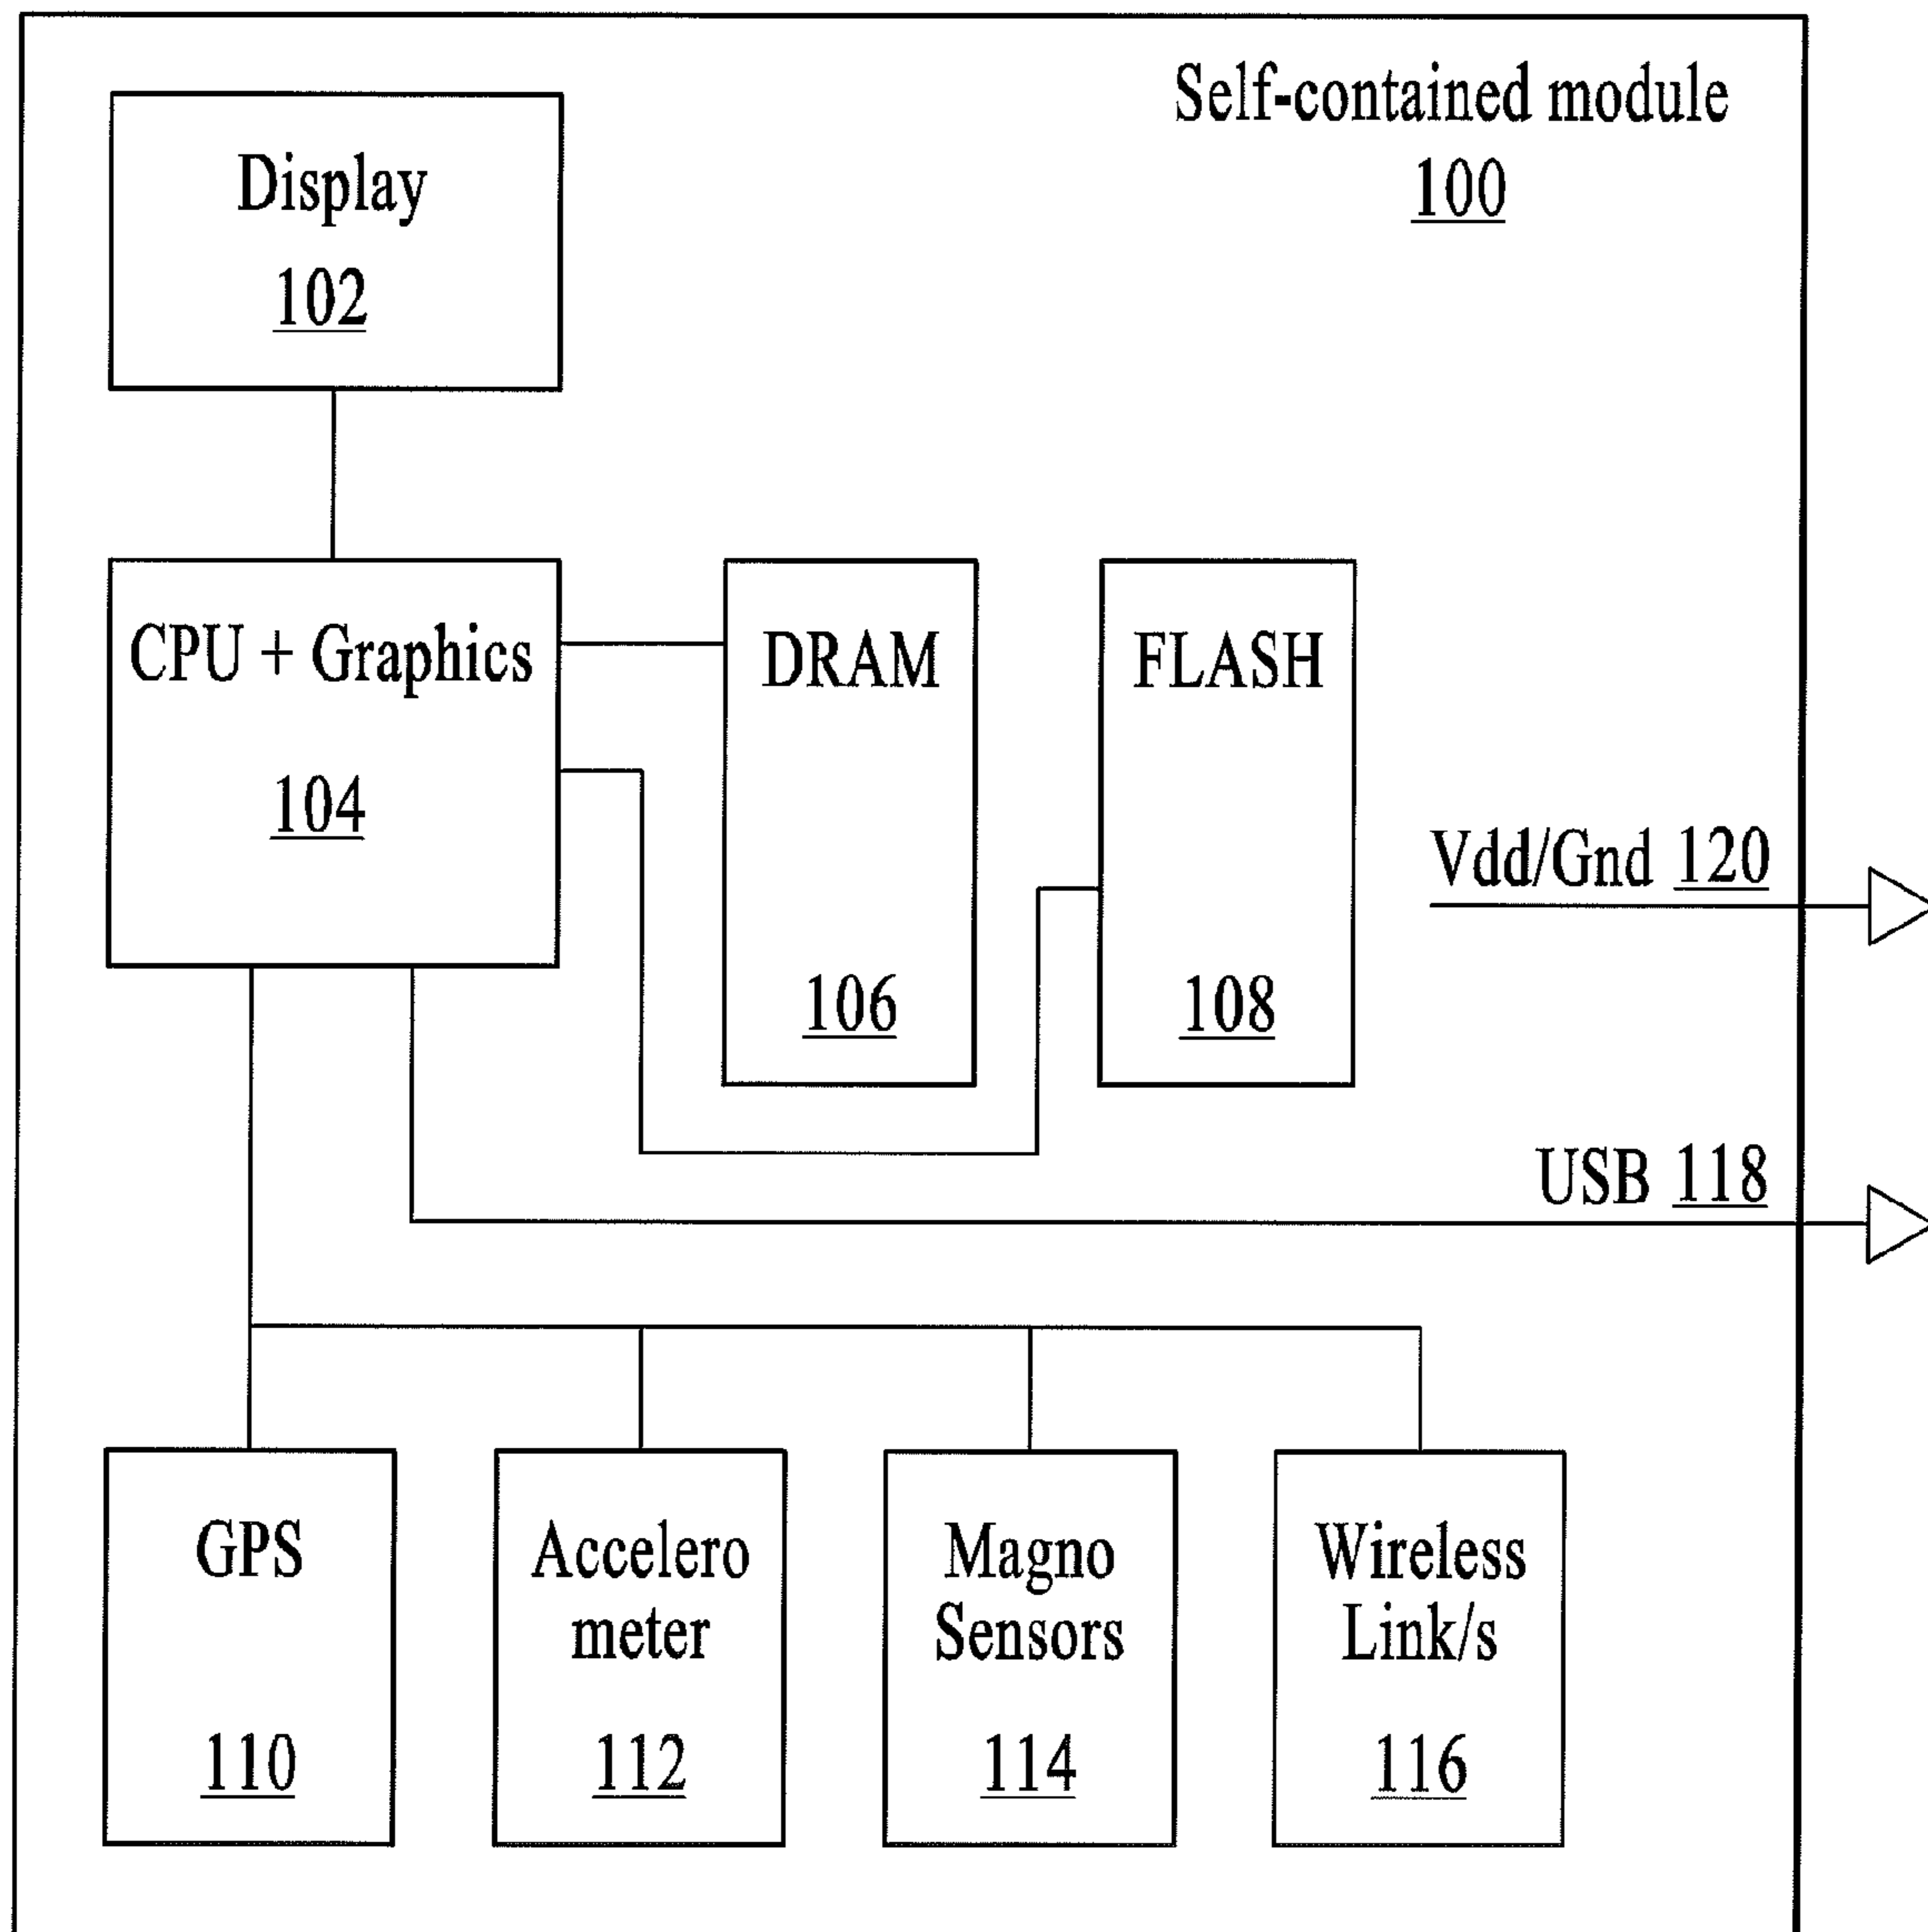 Self-contained module
100
Display
102
CPU + Graphics
104
DRAM
106
FLASH
108
Vdd/Gnd 120
USB 118
GPS
110
Accelero
meter
112
Magno
Sensors
114
Wireless
Link/s
116